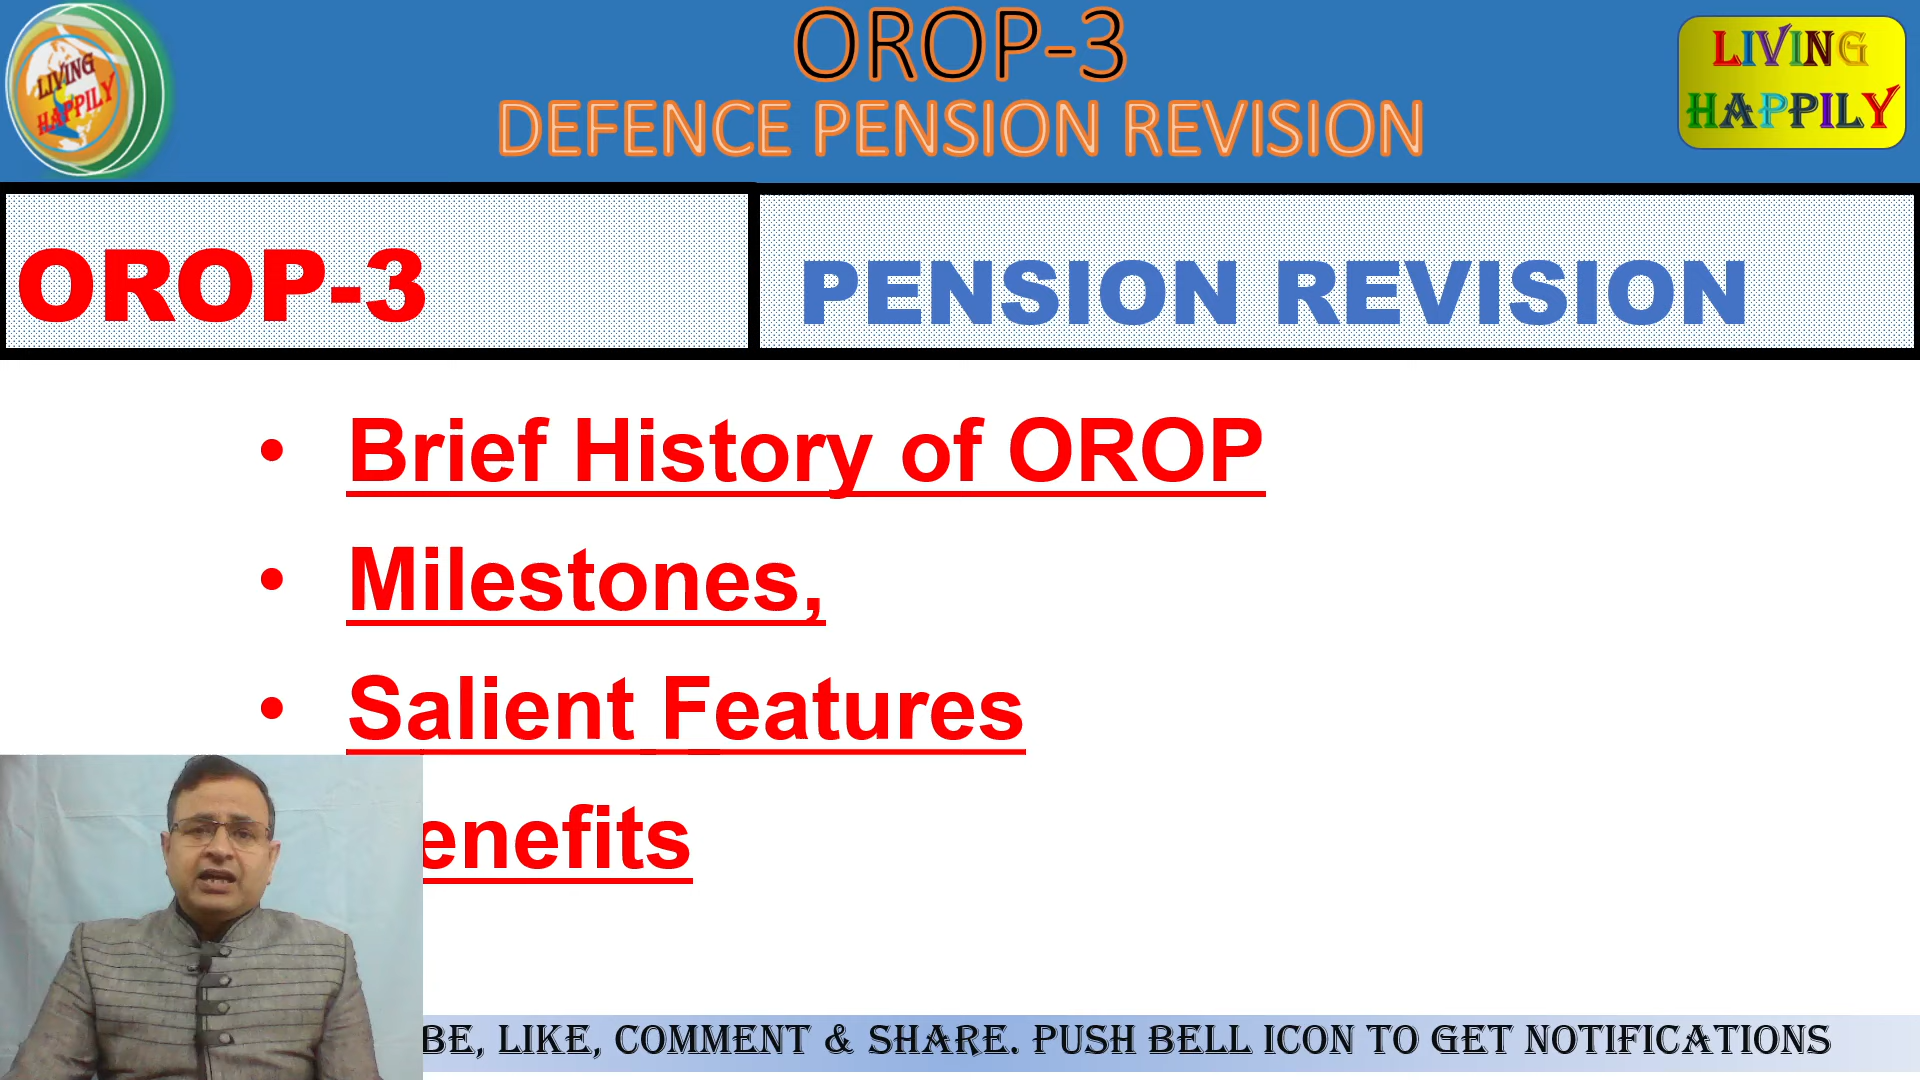 OROP-3
DEFENCE PENSION REVISION
LIVING
HAPPILY
LIVING
HAPPILY
OROP-3
PENSION REVISION
• Brief History of OROP
• Milestones,
• Salient Features
enefits
BE, LIKE, COMMENT & SHARE. PUSH BELL ICON TO GET NOTIFICATIONS